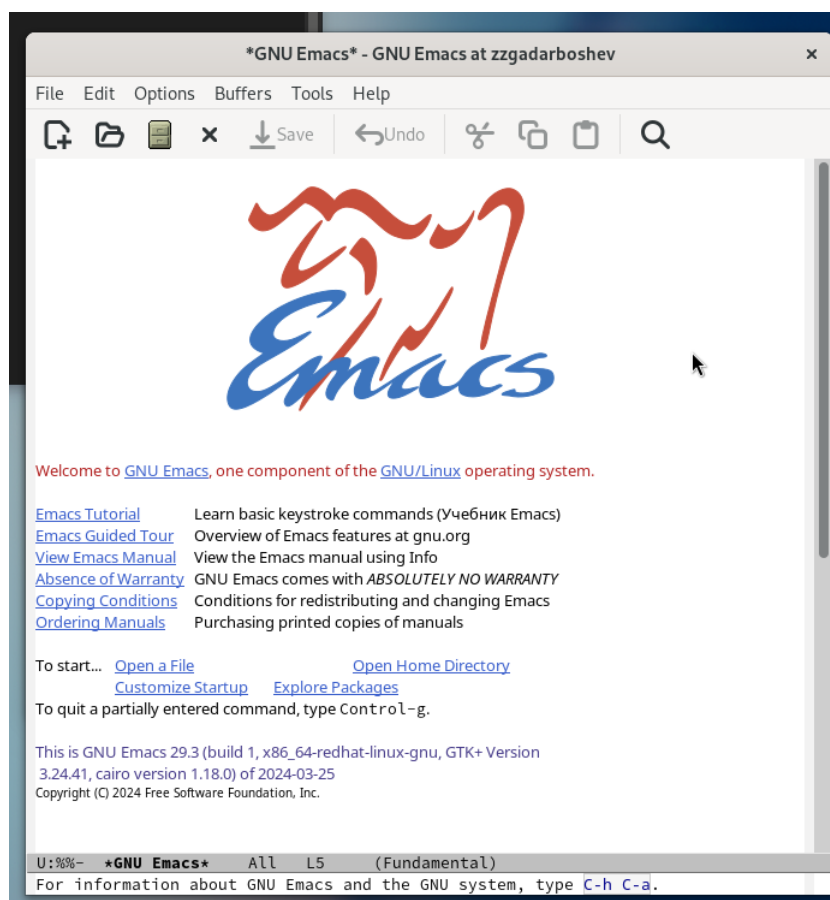 *GNU Emacs* - GNU Emacs at zzgadarboshev
File Edit Options Buffers Tools Help
Save Undo
Emacs
Welcome to GNU Emacs, one component of the GNU/Linux operating system.
Emacs Tutorial Learn basic keystroke commands (Учебник Emacs)
Emacs Guided Tour Overview of Emacs features at gnu.org
View Emacs Manual View the Emacs manual using Info
Absence of Warranty GNU Emacs comes with ABSOLUTELY NO WARRANTY
Copying Conditions Conditions for redistributing and changing Emacs
Ordering Manuals Purchasing printed copies of manuals
To start... Open a File Open Home Directory
Customize Startup Explore Packages
To quit a partially entered command, type Control-g.
This is GNU Emacs 29.3 (build 1, x86_64-redhat-linux-gnu, GTK+ Version
3.24.41, cairo version 1.18.0) of 2024-03-25
Copyright (C) 2024 Free Software Foundation, Inc.
U:%%- *GNU Emacs* All L5 (Fundamental)
For information about GNU Emacs and the GNU system, type C-h C-a.